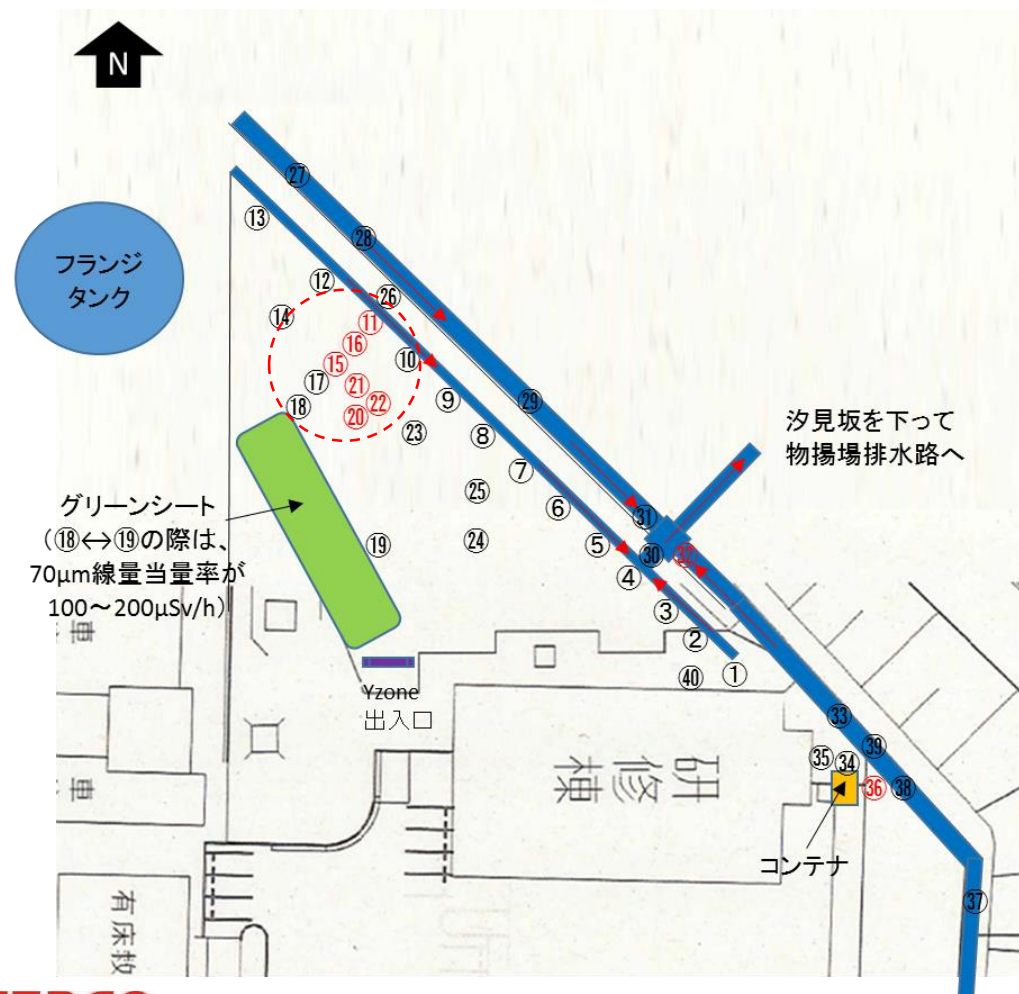 N
㉗
⑬
㉘
フランジ
タンク
⑫
㉖
⑭
⑪
⑯
⑩
⑮
⑰
㉑
⑨
㉙
⑱
㉒
⑳
㉓
⑧
汐見坂を下って
物揚場排水路へ
⑦
㉕
⑥
グリーンシート
(⑱↔⑲の際は、
70μm線量当量率が
100~200μSv/h)
㉛
⑤
⑲
㉔
㉚
㉜
④
③
②
①
㊵
車
Yzone
出入口
㉝
㊴
㉟
㉞
㊱
㊳
研修棟
車
コンテナ
㊲
有床救